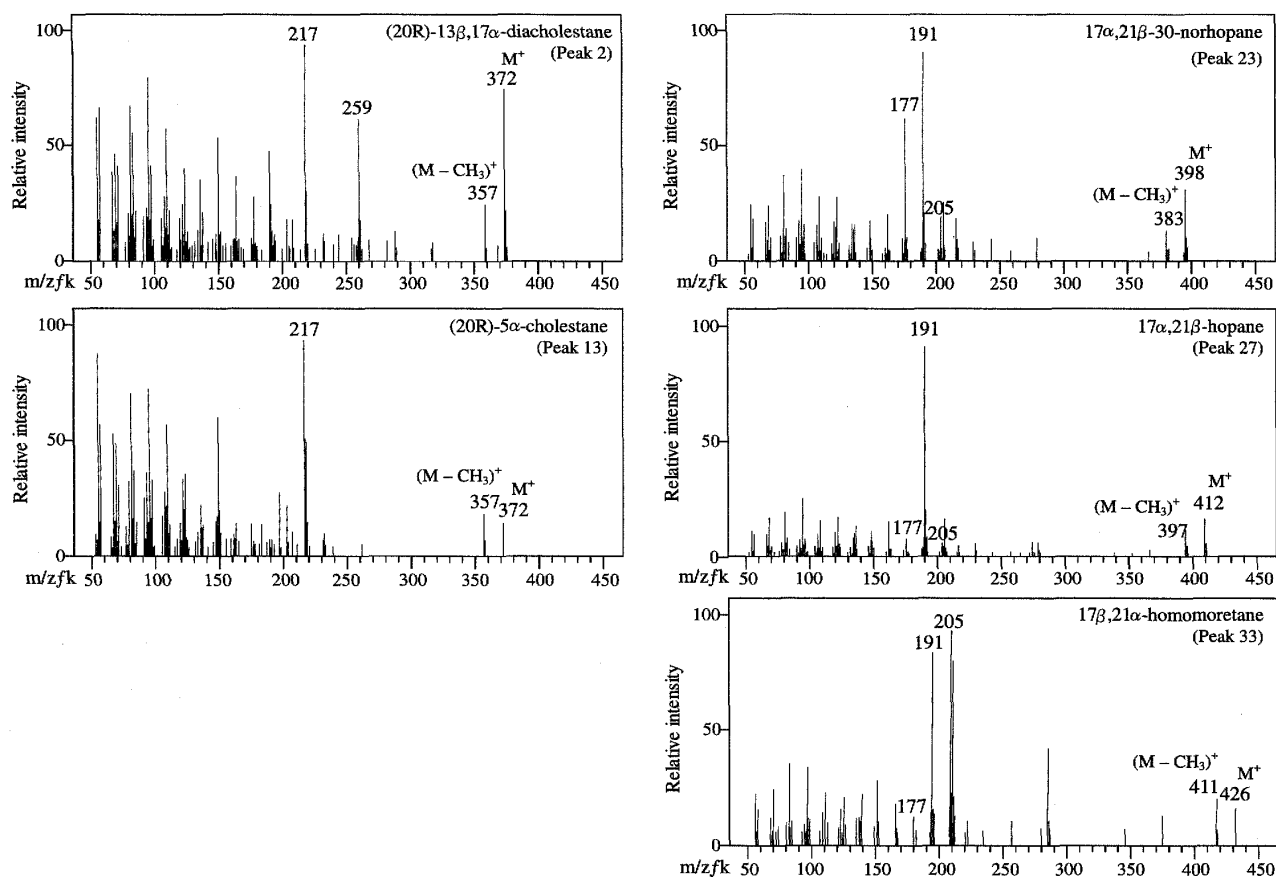 100
50
0
Relative intensity
217
(20R)-13β,17α-diacholestane
(Peak 2)
M⁺
372
259
(M – CH₃)⁺
357
m/zfk 50 100 150 200 250 300 350 400 450
100
50
0
Relative intensity
217
(20R)-5α-cholestane
(Peak 13)
(M – CH₃)⁺
357
M⁺
372
m/zfk 50 100 150 200 250 300 350 400 450
100
50
0
Relative intensity
191
17α,21β-30-norhopane
(Peak 23)
177
205
M⁺
398
(M – CH₃)⁺
383
m/zfk 50 100 150 200 250 300 350 400 450
100
50
0
Relative intensity
191
17α,21β-hopane
(Peak 27)
177
205
M⁺
412
(M – CH₃)⁺
397
m/zfk 50 100 150 200 250 300 350 400 450
100
50
0
Relative intensity
205
191
17β,21α-homomoretane
(Peak 33)
177
(M – CH₃)⁺
411
M⁺
426
m/zfk 50 100 150 200 250 300 350 400 450